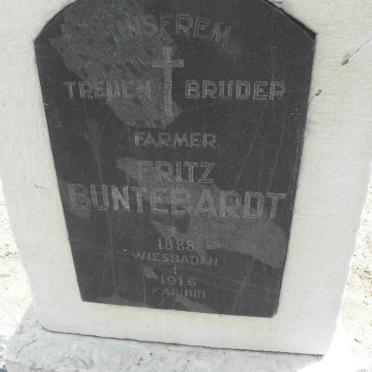 UNSEREM
TREUEN BRUDER
FARMER
FRITZ
BUNTEBARDT
* 1888
WIESBADEN
† 1916
KARIBIB